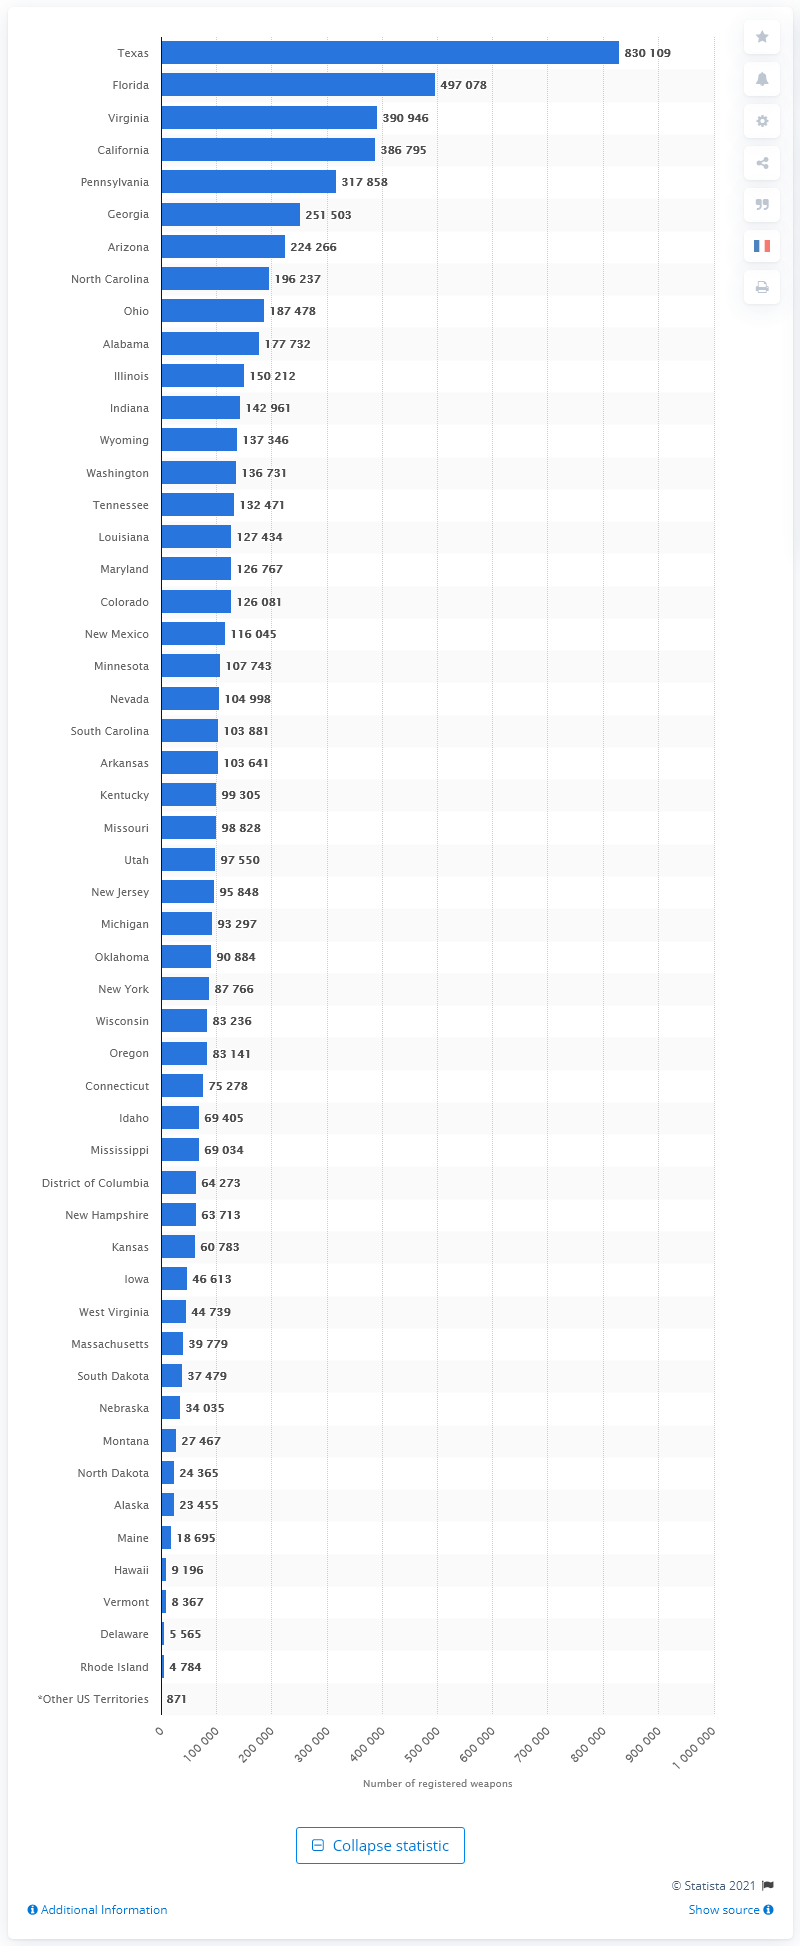 Texas 830 109
Florida 497 078
Virginia 390 946
California 386 795
Pennsylvania 317 858
Georgia 251 503
Arizona 224 266
North Carolina 196 237
Ohio 187 478
Alabama 177 732
Illinois 150 212
Indiana 142 961
Wyoming 137 346
Washington 136 731
Tennessee 132 471
Louisiana 127 434
Maryland 126 767
Colorado 126 081
New Mexico 116 045
Minnesota 107 743
Nevada 104 998
South Carolina 103 881
Arkansas 103 641
Kentucky 99 305
Missouri 98 828
Utah 97 550
New Jersey 95 848
Michigan 93 297
Oklahoma 90 884
New York 87 766
Wisconsin 83 236
Oregon 83 141
Connecticut 75 278
Idaho 69 405
Mississippi 69 034
District of Columbia 64 273
New Hampshire 63 713
Kansas 60 783
Iowa 46 613
West Virginia 44 739
Massachusetts 39 779
South Dakota 37 479
Nebraska 34 035
Montana 27 467
North Dakota 24 365
Alaska 23 455
Maine 18 695
Hawaii 9 196
Vermont 8 367
Delaware 5 565
Rhode Island 4 784
*Other US Territories 871
0 100 000 200 000 300 000 400 000 500 000 600 000 700 000 800 000 900 000 1 000 000
Number of registered weapons
Collapse statistic
© Statista 2021
Additional Information Show source